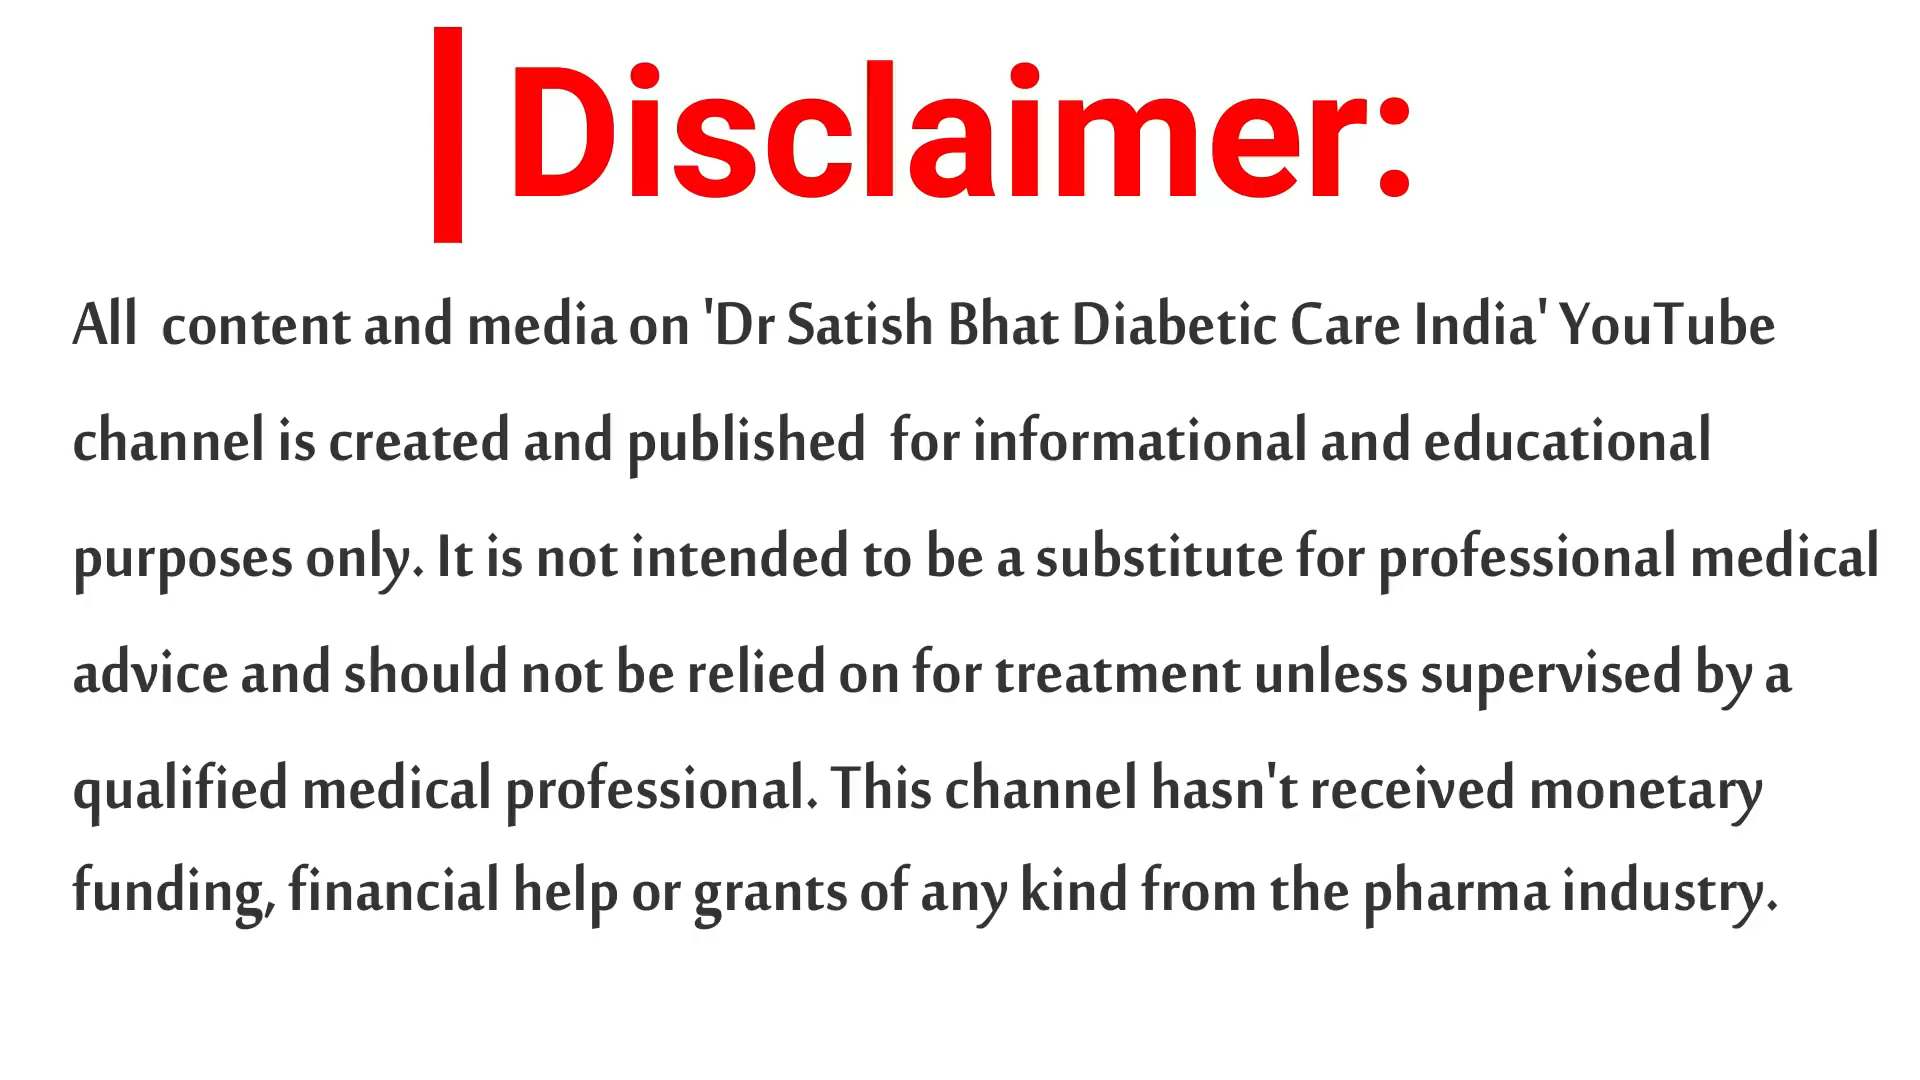 Disclaimer:
All content and media on 'Dr Satish Bhat Diabetic Care India' YouTube
channel is created and published for informational and educational
purposes only. It is not intended to be a substitute for professional medical
advice and should not be relied on for treatment unless supervised by a
qualified medical professional. This channel hasn't received monetary
funding, financial help or grants of any kind from the pharma industry.